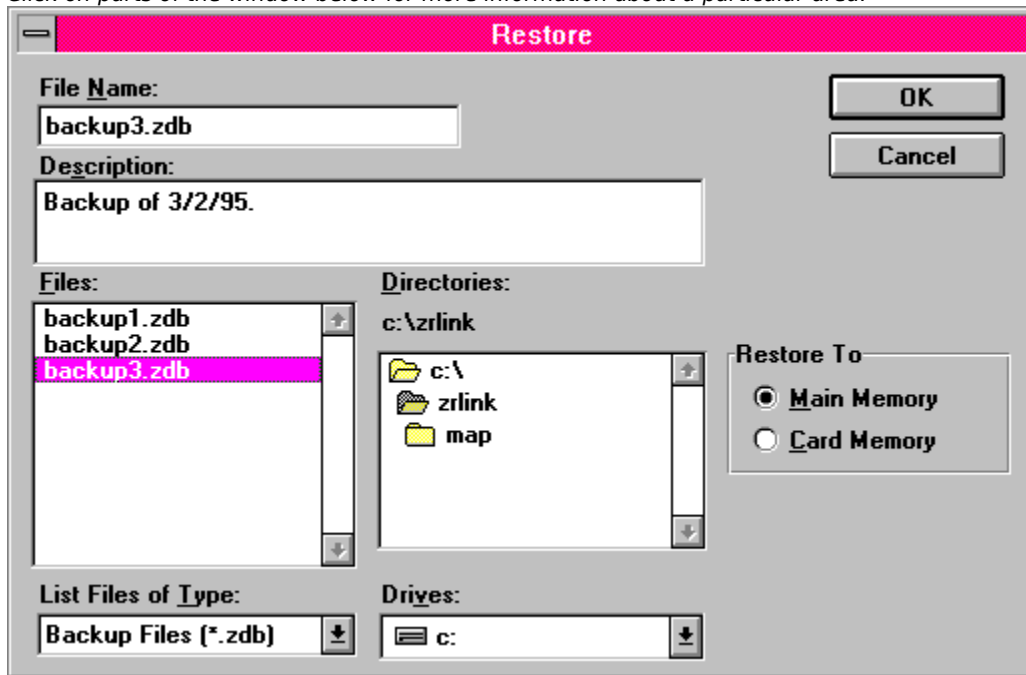 Click on parts of the window below for more information about a particular area.
Restore
File Name:
backup3.zdb
OK
Cancel
Description:
Backup of 3/2/95.
Files:
backup1.zdb
backup2.zdb
backup3.zdb
Directories:
c:\zrlink
c:\
zrlink
map
Restore To
Main Memory
Card Memory
List Files of Type:
Backup Files (*.zdb)
Drives:
c: